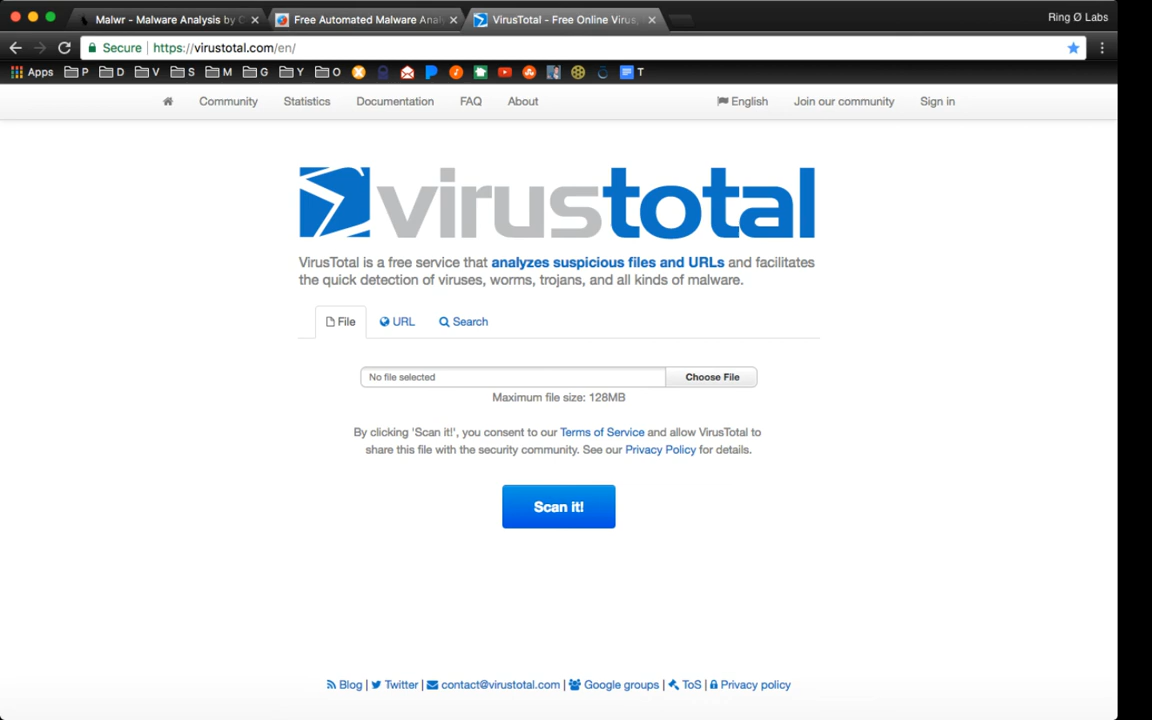 Malwr - Malware Analysis by C
Free Automated Malware Anal
VirusTotal - Free Online Virus,
Ring Ø Labs
Secure
https://virustotal.com/en/
Apps P D V S M G Y O T
Community Statistics Documentation FAQ About English Join our community Sign in
virustotal
VirusTotal is a free service that analyzes suspicious files and URLs and facilitates
the quick detection of viruses, worms, trojans, and all kinds of malware.
File URL Search
No file selected Choose File
Maximum file size: 128MB
By clicking 'Scan it!', you consent to our Terms of Service and allow VirusTotal to
share this file with the security community. See our Privacy Policy for details.
Scan it!
Blog | Twitter | contact@virustotal.com | Google groups | ToS | Privacy policy